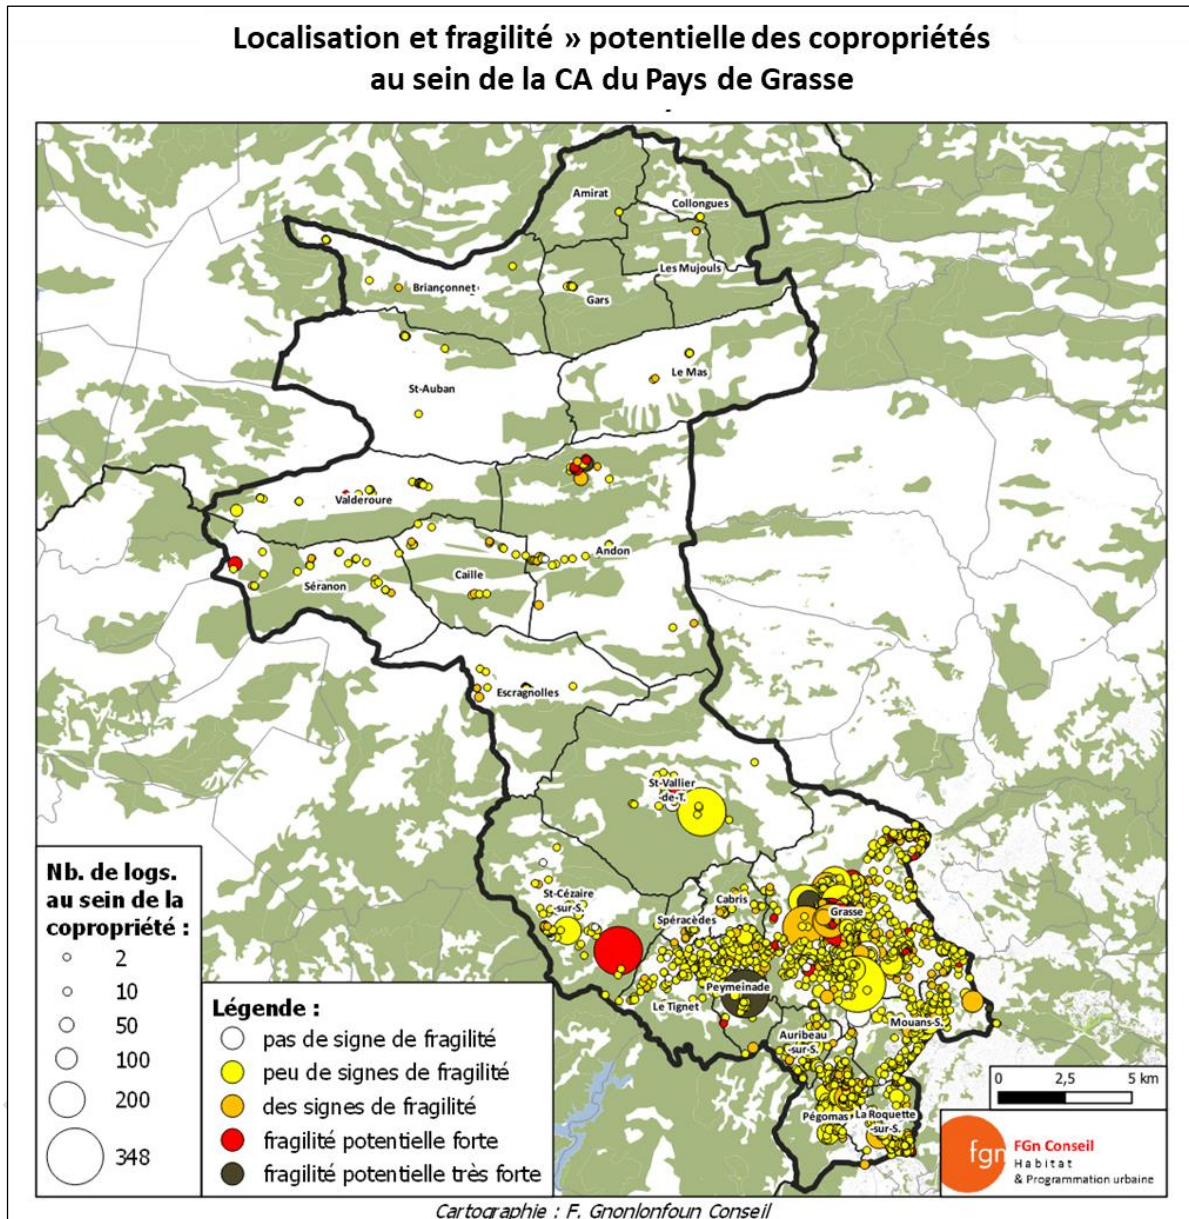 Localisation et fragilité » potentielle des copropriétés
au sein de la CA du Pays de Grasse
Amirat
Collongues
Les Mujouls
Briançonnet
Gars
St-Auban
Le Mas
Valderoure
Andon
Séranon
Caille
Escragnolles
St-Vallier
-de-T.
St-Cézaire
-sur-S.
Cabris
Spéracèdes
Grasse
Peymeinade
Le Tignet
Mouans-S.
Auribeau
-sur-S.
Pégomas
La Roquette
-sur-S.
Nb. de logs.
au sein de la
copropriété :
2
10
50
100
200
348
Légende :
pas de signe de fragilité
peu de signes de fragilité
des signes de fragilité
fragilité potentielle forte
fragilité potentielle très forte
0 2,5 5 km
fgn
FGn Conseil
Habitat
& Programmation urbaine
Cartographie : F. Gnonlonfoun Conseil